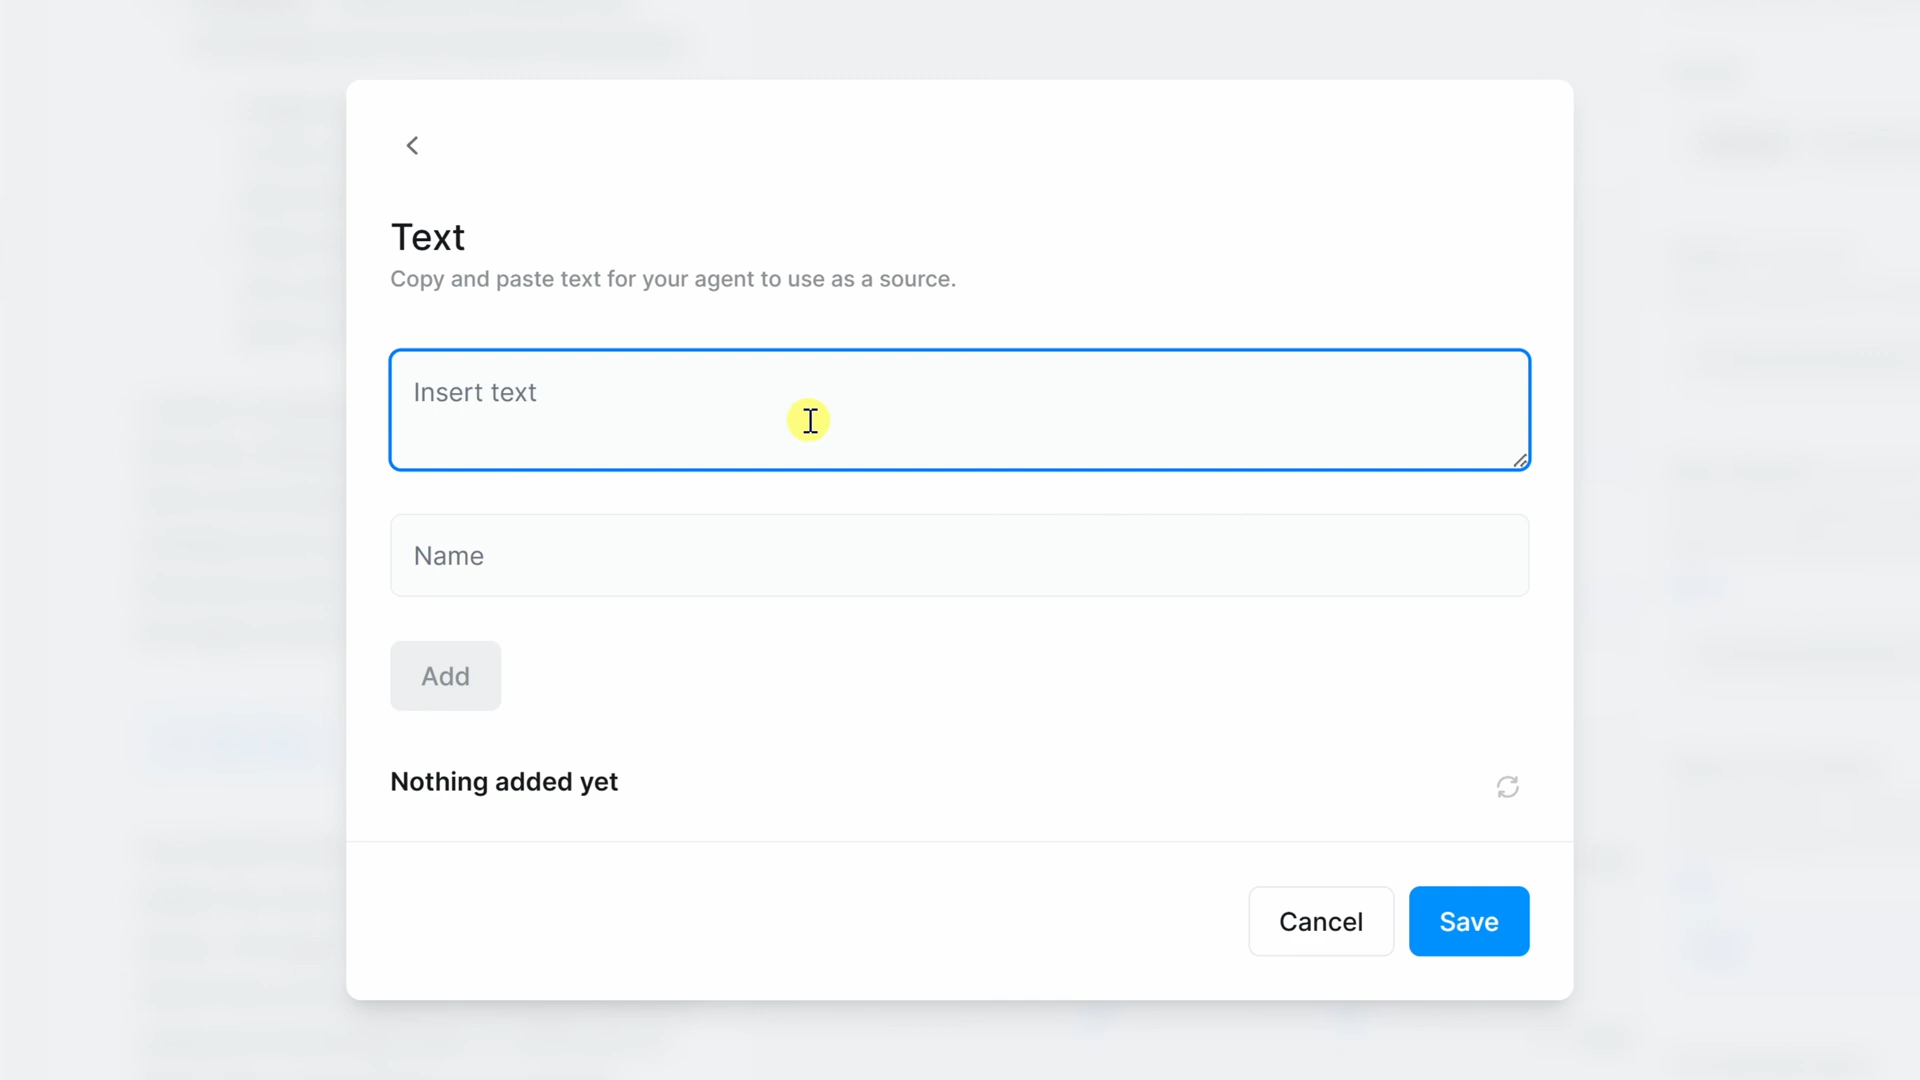 Text
Copy and paste text for your agent to use as a source.
Insert text
Name
Add
Nothing added yet
Cancel
Save